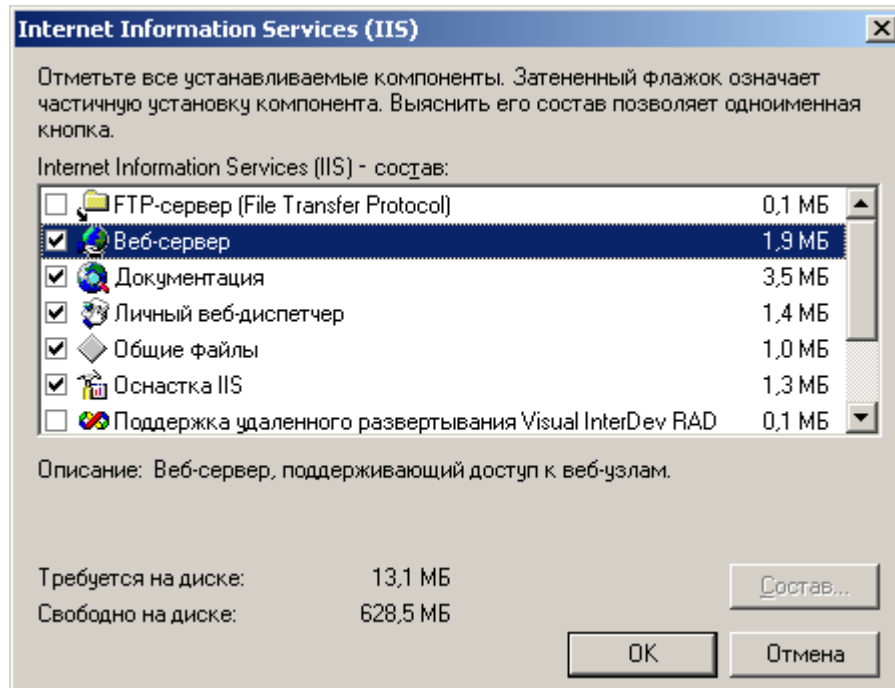 Internet Information Services (IIS)
Отметьте все устанавливаемые компоненты. Затененный флажок означает
частичную установку компонента. Выяснить его состав позволяет одноименная
кнопка.
Internet Information Services (IIS) - состав:
FTP-сервер (File Transfer Protocol) 0,1 МБ
Веб-сервер 1,9 МБ
Документация 3,5 МБ
Личный веб-диспетчер 1,4 МБ
Общие файлы 1,0 МБ
Оснастка IIS 1,3 МБ
Поддержка удаленного развертывания Visual InterDev RAD 0,1 МБ
Описание: Веб-сервер, поддерживающий доступ к веб-узлам.
Требуется на диске: 13,1 МБ
Состав...
Свободно на диске: 628,5 МБ
OK Отмена